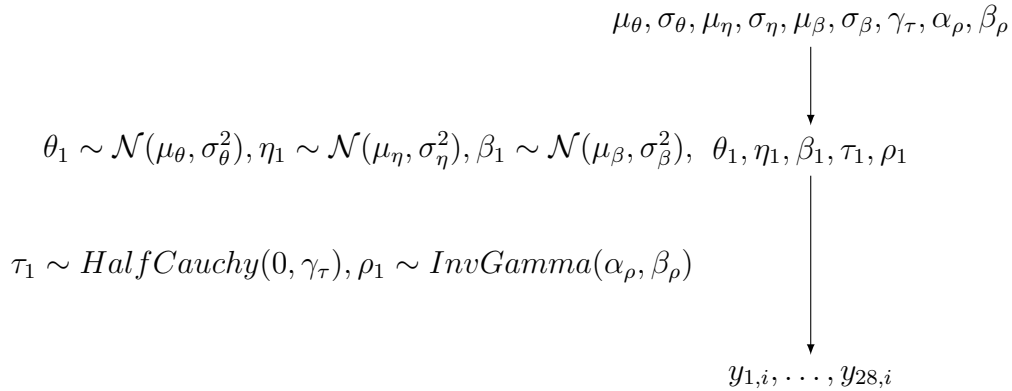 μ_θ, σ_θ, μ_η, σ_η, μ_β, σ_β, γ_τ, α_ρ, β_ρ
θ_1 ∼ 𝒩(μ_θ, σ_θ^2), η_1 ∼ 𝒩(μ_η, σ_η^2), β_1 ∼ 𝒩(μ_β, σ_β^2), θ_1, η_1, β_1, τ_1, ρ_1
τ_1 ∼ HalfCauchy(0, γ_τ), ρ_1 ∼ InvGamma(α_ρ, β_ρ)
y_{1,i}, . . . , y_{28,i}